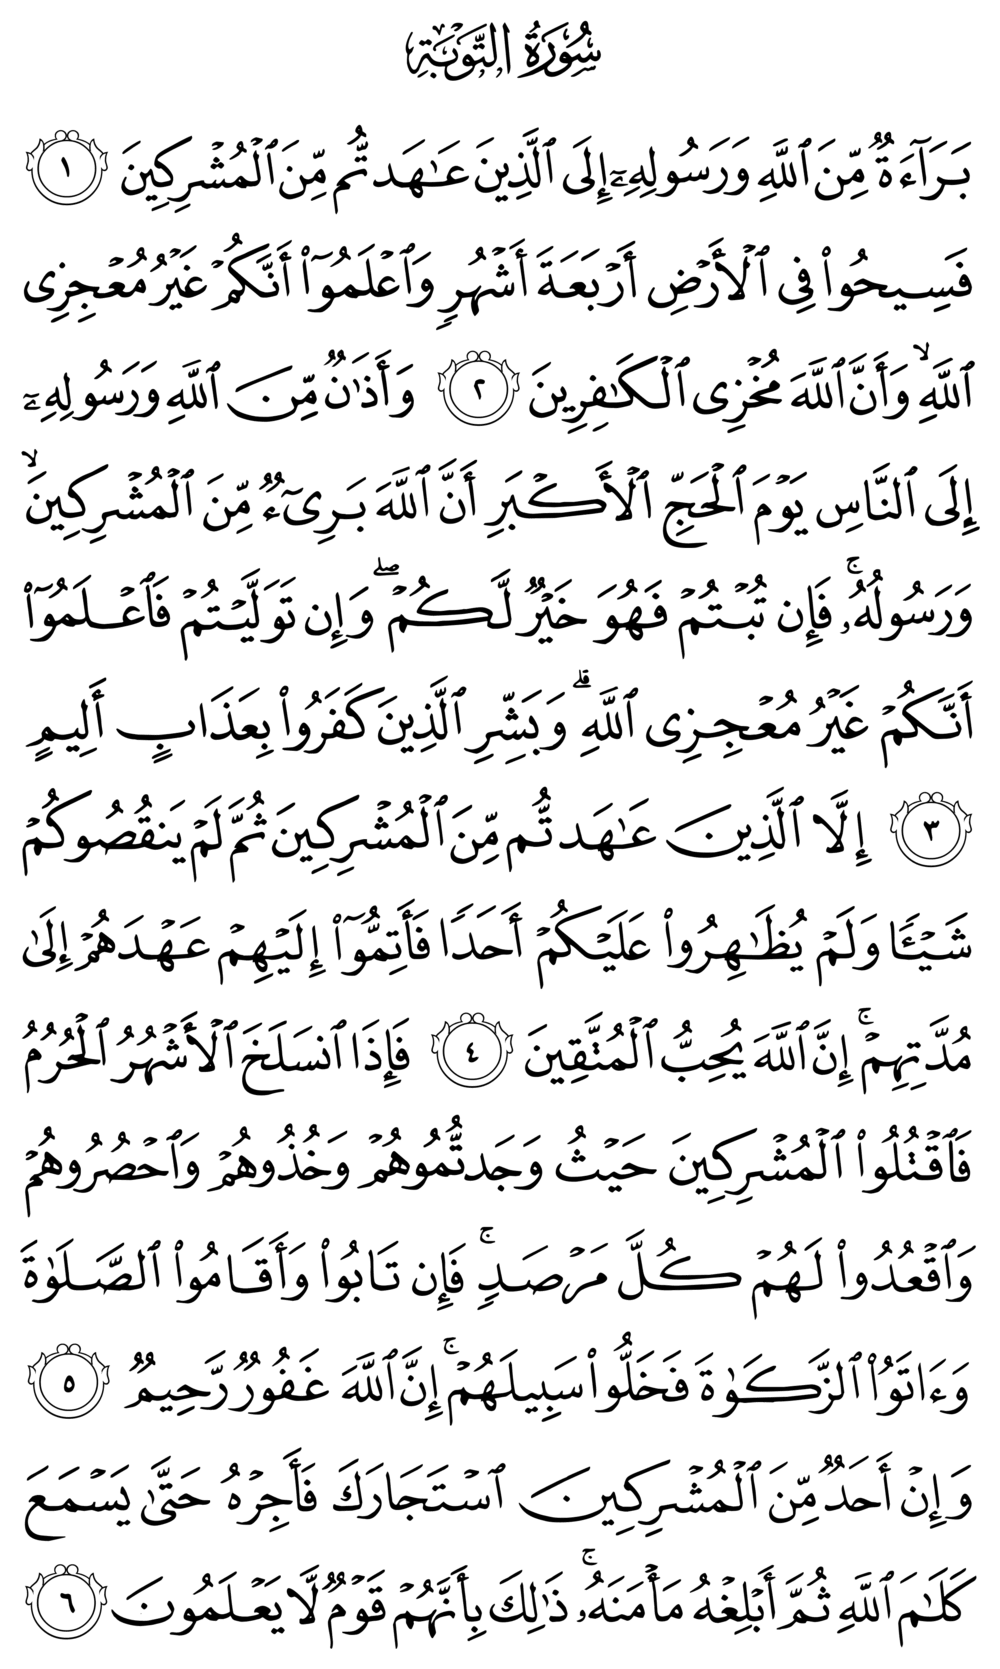 سُورَةُ التَّوۡبَةِ
بَرَآءَةٞ مِّنَ ٱللَّهِ وَرَسُولِهِۦٓ إِلَى ٱلَّذِينَ عَٰهَدتُّم مِّنَ ٱلۡمُشۡرِكِينَ ١
فَسِيحُواْ فِي ٱلۡأَرۡضِ أَرۡبَعَةَ أَشۡهُرٖ وَٱعۡلَمُوٓاْ أَنَّكُمۡ غَيۡرُ مُعۡجِزِي
ٱللَّهِۙ وَأَنَّ ٱللَّهَ مُخۡزِي ٱلۡكَٰفِرِينَ ٢ وَأَذَٰنٞ مِّنَ ٱللَّهِ وَرَسُولِهِۦٓ
إِلَى ٱلنَّاسِ يَوۡمَ ٱلۡحَجِّ ٱلۡأَكۡبَرِ أَنَّ ٱللَّهَ بَرِيٓءٞ مِّنَ ٱلۡمُشۡرِكِينَۙ
وَرَسُولُهُۥۚ فَإِن تُبۡتُمۡ فَهُوَ خَيۡرٞ لَّكُمۡۖ وَإِن تَوَلَّيۡتُمۡ فَٱعۡلَمُوٓاْ
أَنَّكُمۡ غَيۡرُ مُعۡجِزِي ٱللَّهِۗ وَبَشِّرِ ٱلَّذِينَ كَفَرُواْ بِعَذَابٍ أَلِيمٍ
٣ إِلَّا ٱلَّذِينَ عَٰهَدتُّم مِّنَ ٱلۡمُشۡرِكِينَ ثُمَّ لَمۡ يَنقُصُوكُمۡ
شَيۡـٔٗا وَلَمۡ يُظَٰهِرُواْ عَلَيۡكُمۡ أَحَدٗا فَأَتِمُّوٓاْ إِلَيۡهِمۡ عَهۡدَهُمۡ إِلَىٰ
مُدَّتِهِمۡۚ إِنَّ ٱللَّهَ يُحِبُّ ٱلۡمُتَّقِينَ ٤ فَإِذَا ٱنسَلَخَ ٱلۡأَشۡهُرُ ٱلۡحُرُمُ
فَٱقۡتُلُواْ ٱلۡمُشۡرِكِينَ حَيۡثُ وَجَدتُّمُوهُمۡ وَخُذُوهُمۡ وَٱحۡصُرُوهُمۡ
وَٱقۡعُدُواْ لَهُمۡ كُلَّ مَرۡصَدٖۚ فَإِن تَابُواْ وَأَقَامُواْ ٱلصَّلَوٰةَ
وَءَاتَوُاْ ٱلزَّكَوٰةَ فَخَلُّواْ سَبِيلَهُمۡۚ إِنَّ ٱللَّهَ غَفُورٞ رَّحِيمٞ ٥
وَإِنۡ أَحَدٞ مِّنَ ٱلۡمُشۡرِكِينَ ٱسۡتَجَارَكَ فَأَجِرۡهُ حَتَّىٰ يَسۡمَعَ
كَلَٰمَ ٱللَّهِ ثُمَّ أَبۡلِغۡهُ مَأۡمَنَهُۥۚ ذَٰلِكَ بِأَنَّهُمۡ قَوۡمٞ لَّا يَعۡلَمُونَ ٦